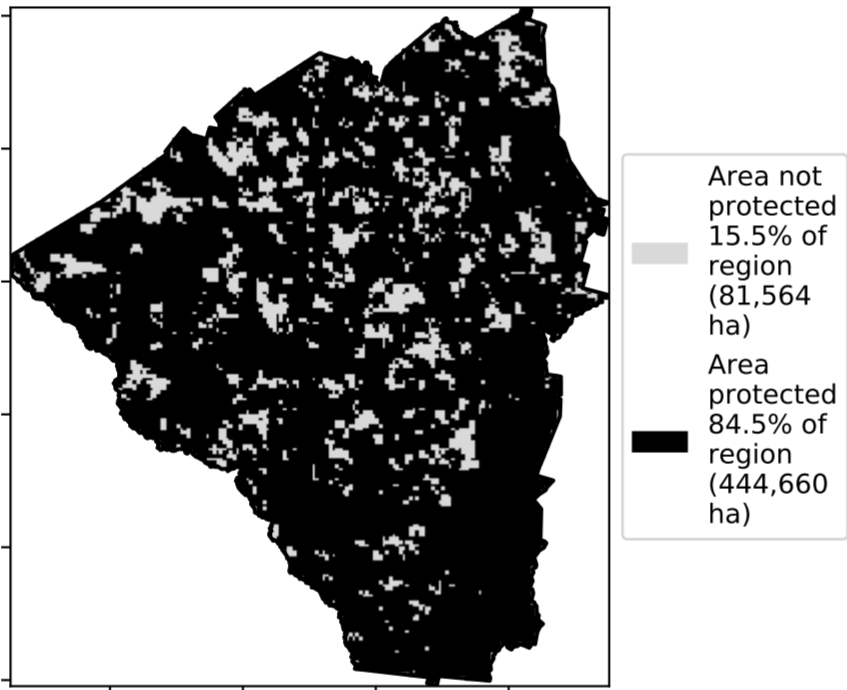 Area not
protected
15.5% of
region
(81,564
ha)
Area
protected
84.5% of
region
(444,660
ha)